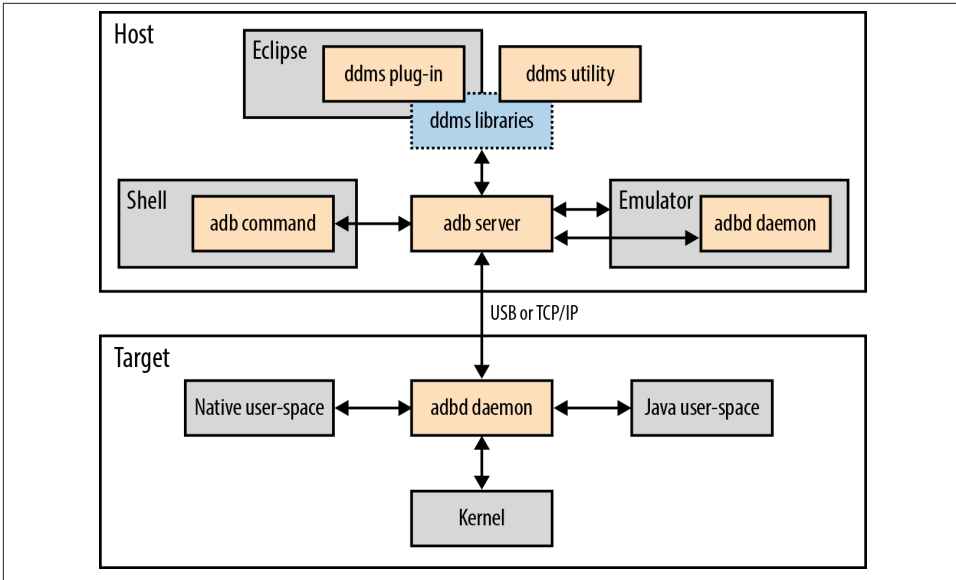 Host
Eclipse
ddms plug-in
ddms utility
ddms libraries
Shell
adb command
adb server
Emulator
adbd daemon
USB or TCP/IP
Target
Native user-space
adbd daemon
Java user-space
Kernel